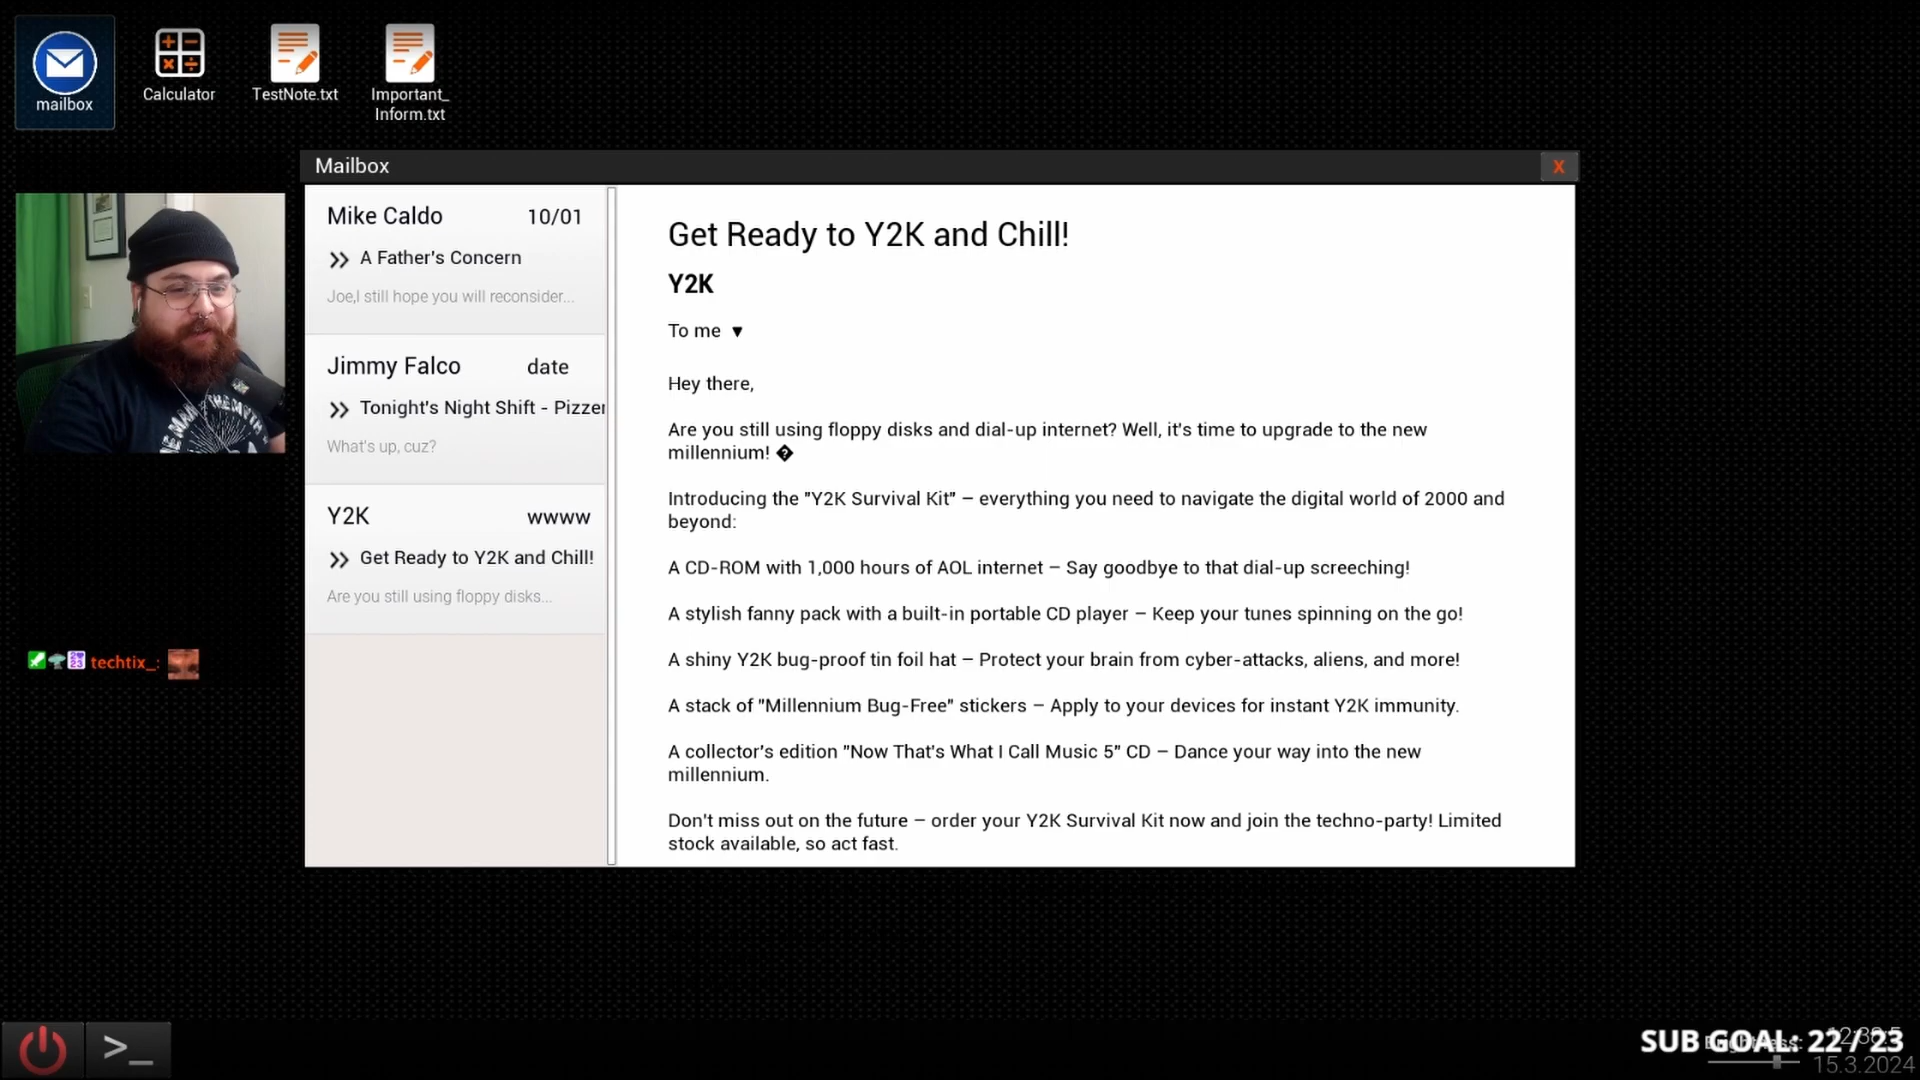 mailbox
Calculator
TestNote.txt
Important_
Inform.txt
Mailbox
X
Mike Caldo 10/01
>> A Father's Concern
Joe,I still hope you will reconsider...
Jimmy Falco date
>> Tonight's Night Shift - Pizzer
What's up, cuz?
Y2K wwww
>> Get Ready to Y2K and Chill!
Are you still using floppy disks...
Get Ready to Y2K and Chill!
Y2K
To me ▼
Hey there,
Are you still using floppy disks and dial-up internet? Well, it's time to upgrade to the new
millennium! �
Introducing the "Y2K Survival Kit" – everything you need to navigate the digital world of 2000 and
beyond:
A CD-ROM with 1,000 hours of AOL internet – Say goodbye to that dial-up screeching!
A stylish fanny pack with a built-in portable CD player – Keep your tunes spinning on the go!
A shiny Y2K bug-proof tin foil hat – Protect your brain from cyber-attacks, aliens, and more!
A stack of "Millennium Bug-Free" stickers – Apply to your devices for instant Y2K immunity.
A collector's edition "Now That's What I Call Music 5" CD – Dance your way into the new
millennium.
Don't miss out on the future – order your Y2K Survival Kit now and join the techno-party! Limited
stock available, so act fast.
techtix_:
>_
SUB GOAL: 22 / 23
15.3.2024